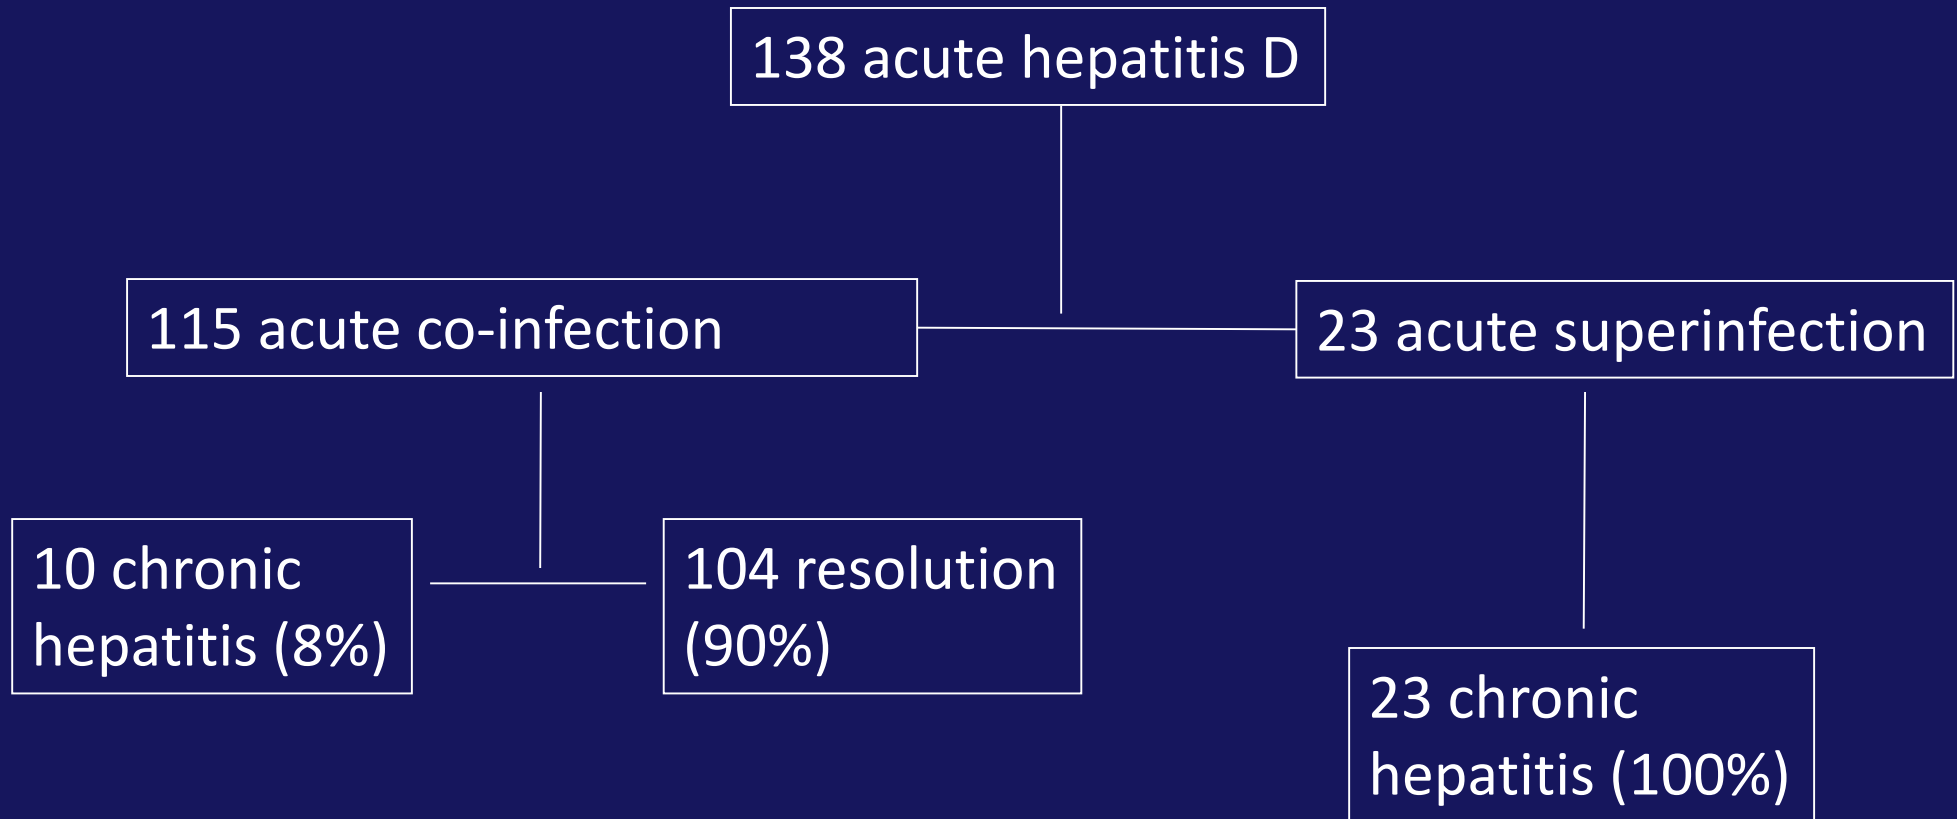 138 acute hepatitis D
115 acute co-infection
23 acute superinfection
10 chronic
hepatitis (8%)
104 resolution
(90%)
23 chronic
hepatitis (100%)